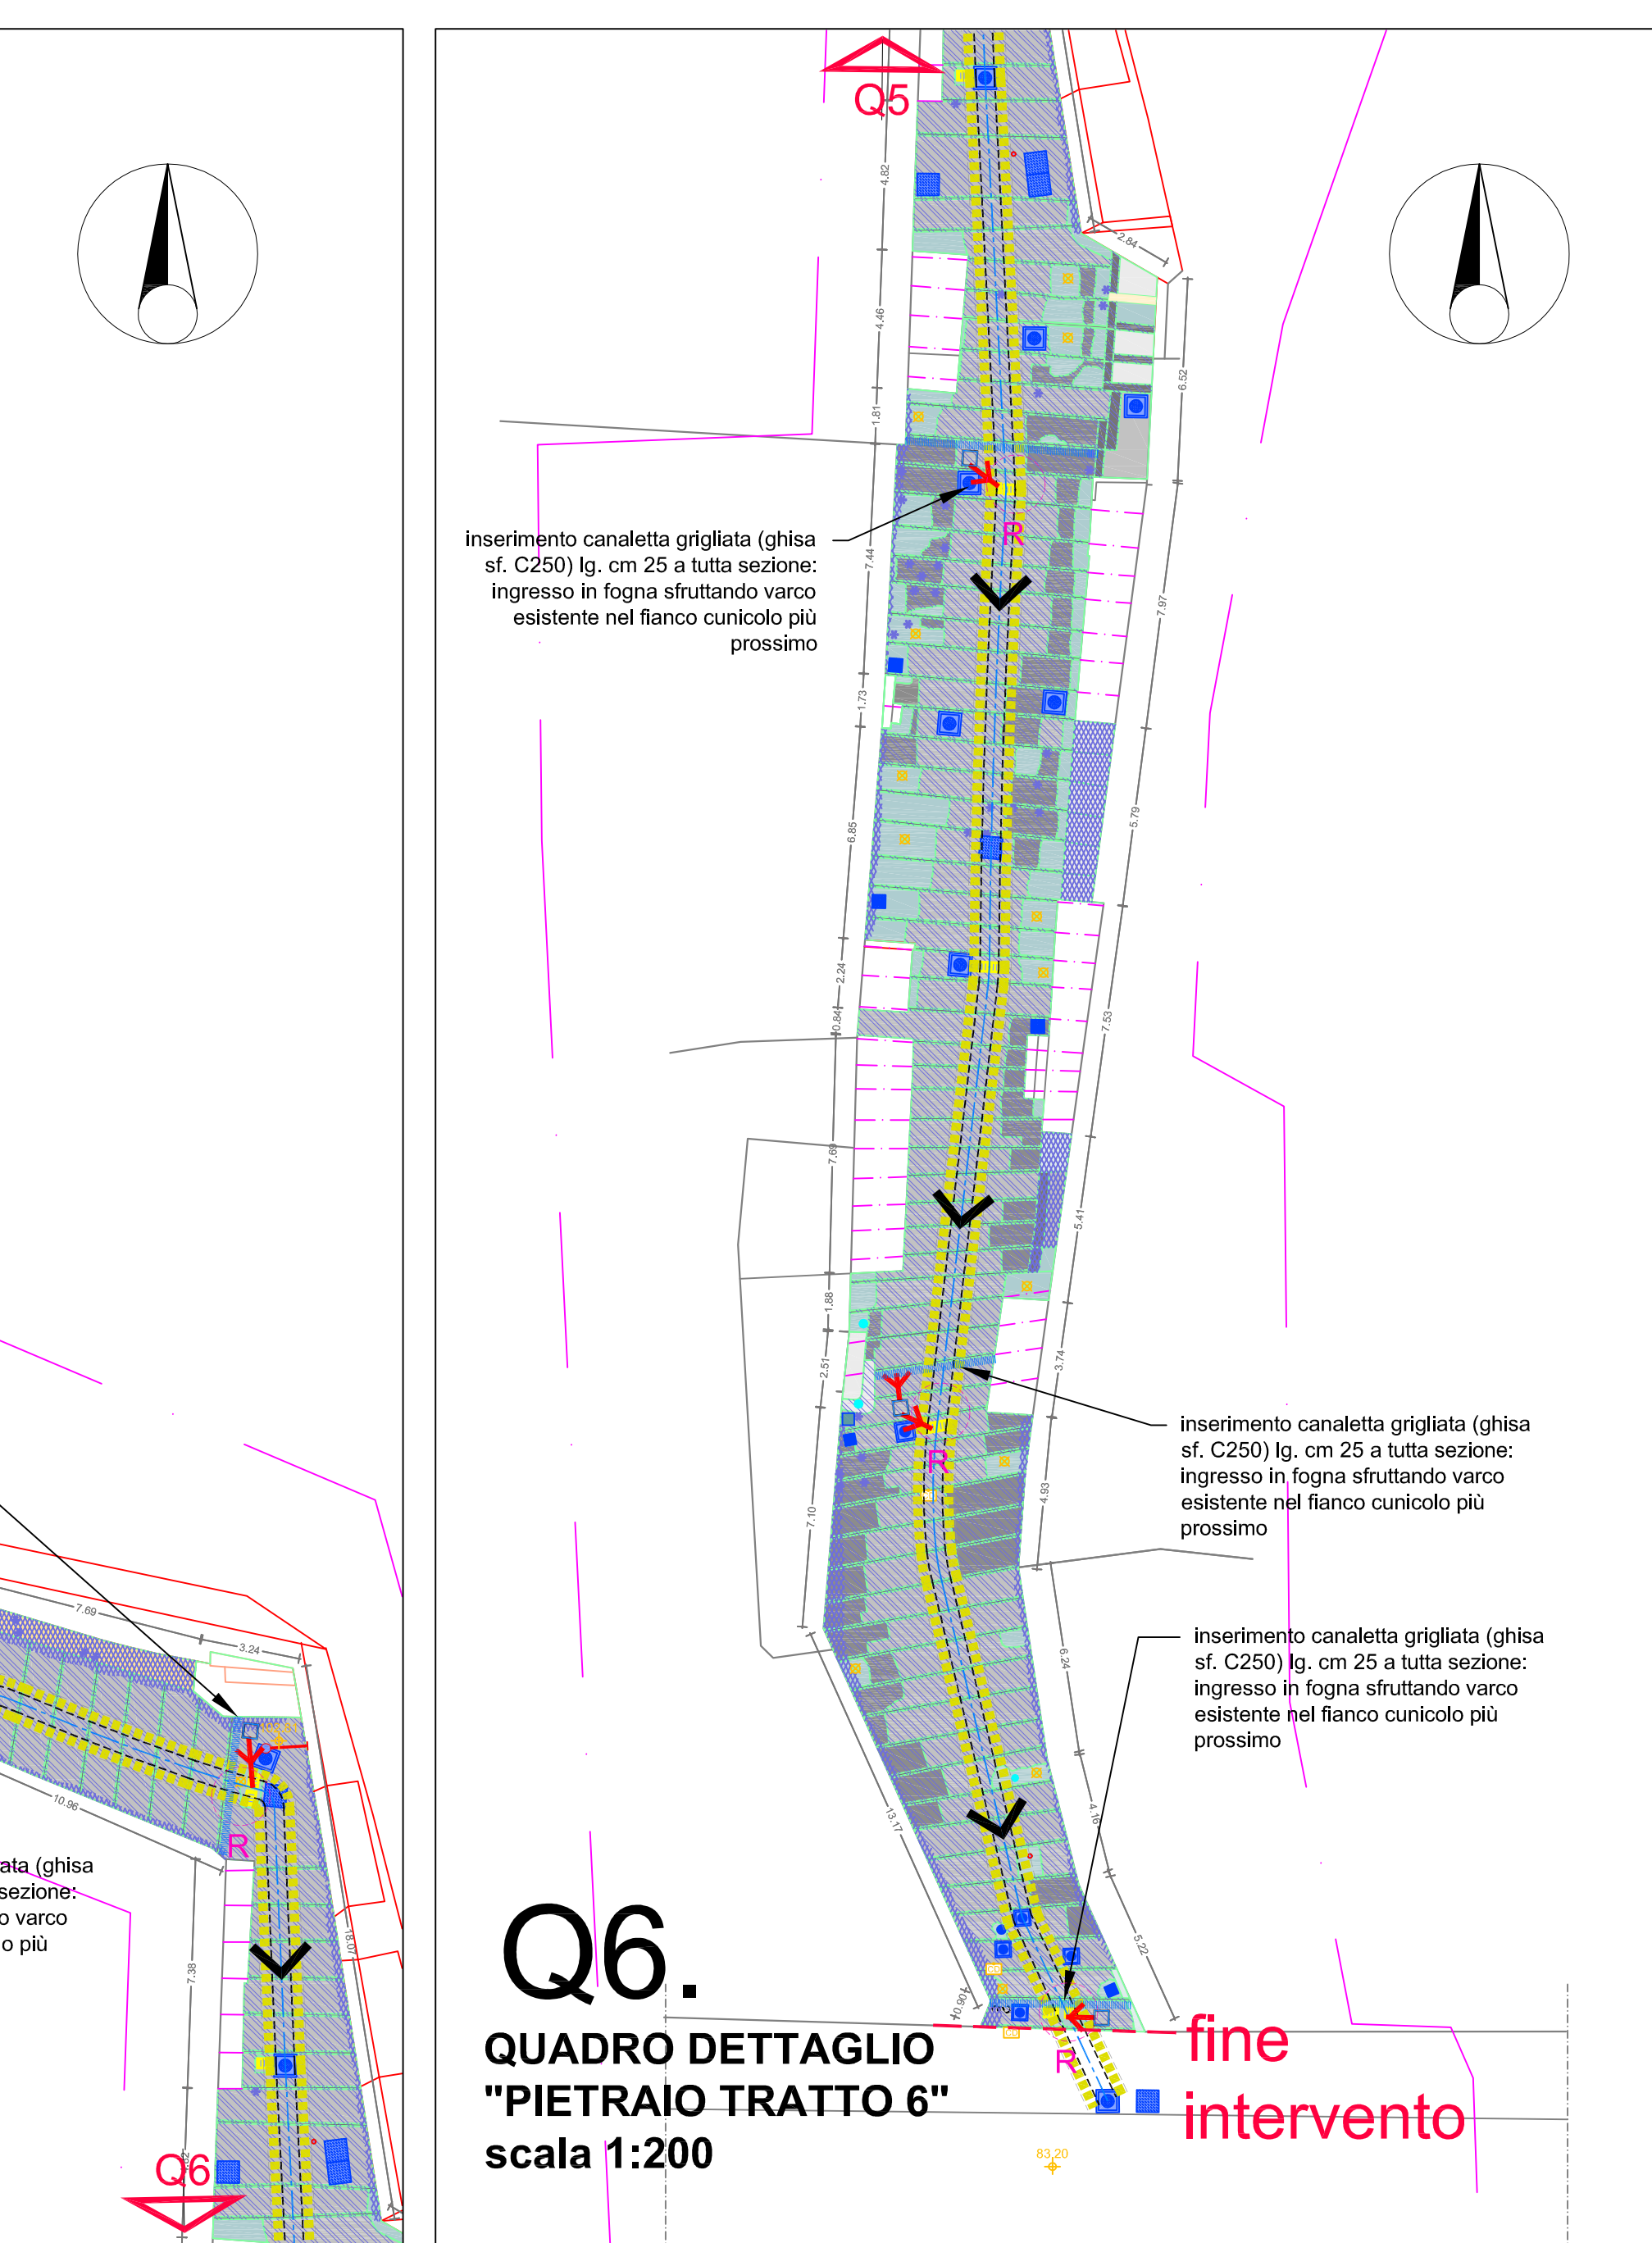 7.69
3.24
10.96
R
ata (ghisa
sezione:
o varco
o più
7.38
18.07
Q6
Q5
4.82
2.84
4.46
6.52
1.81
inserimento canaletta grigliata (ghisa
sf. C250) lg. cm 25 a tutta sezione:
ingresso in fogna sfruttando varco
esistente nel fianco cunicolo più
prossimo
R
7.44
7.97
1.73
5.79
6.85
2.24
0.84
7.53
7.69
5.41
1.88
2.51
3.74
inserimento canaletta grigliata (ghisa
sf. C250) lg. cm 25 a tutta sezione:
ingresso in fogna sfruttando varco
esistente nel fianco cunicolo più
prossimo
R
4.93
7.10
6.24
inserimento canaletta grigliata (ghisa
sf. C250) lg. cm 25 a tutta sezione:
ingresso in fogna sfruttando varco
esistente nel fianco cunicolo più
prossimo
13.17
4.16
5.22
0.90
R
Q6.
QUADRO DETTAGLIO
"PIETRAIO TRATTO 6"
scala 1:200
fine
intervento
83,20